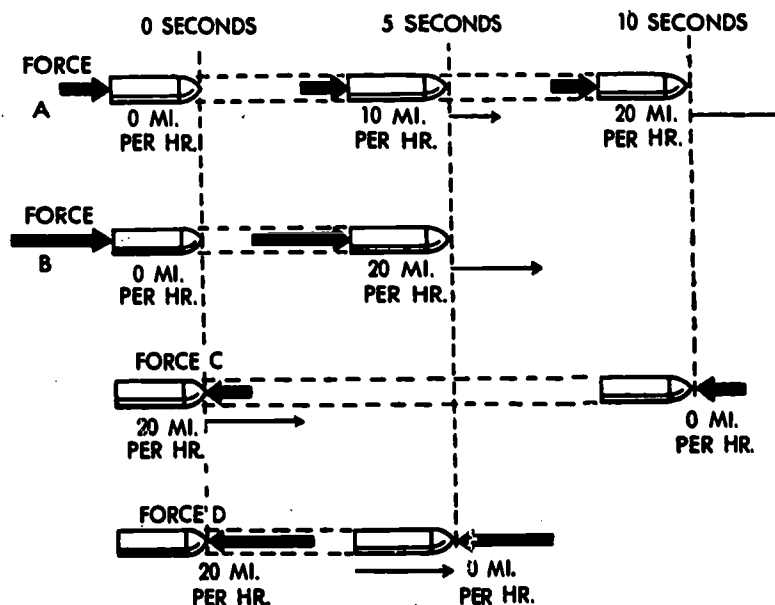 0 SECONDS 5 SECONDS 10 SECONDS
FORCE
A
0 MI.
PER HR.
10 MI.
PER HR.
20 MI.
PER HR.
FORCE
B
0 MI.
PER HR.
20 MI.
PER HR.
FORCE C
20 MI.
PER HR.
0 MI.
PER HR.
FORCE D
20 MI.
PER HR.
0 MI.
PER HR.